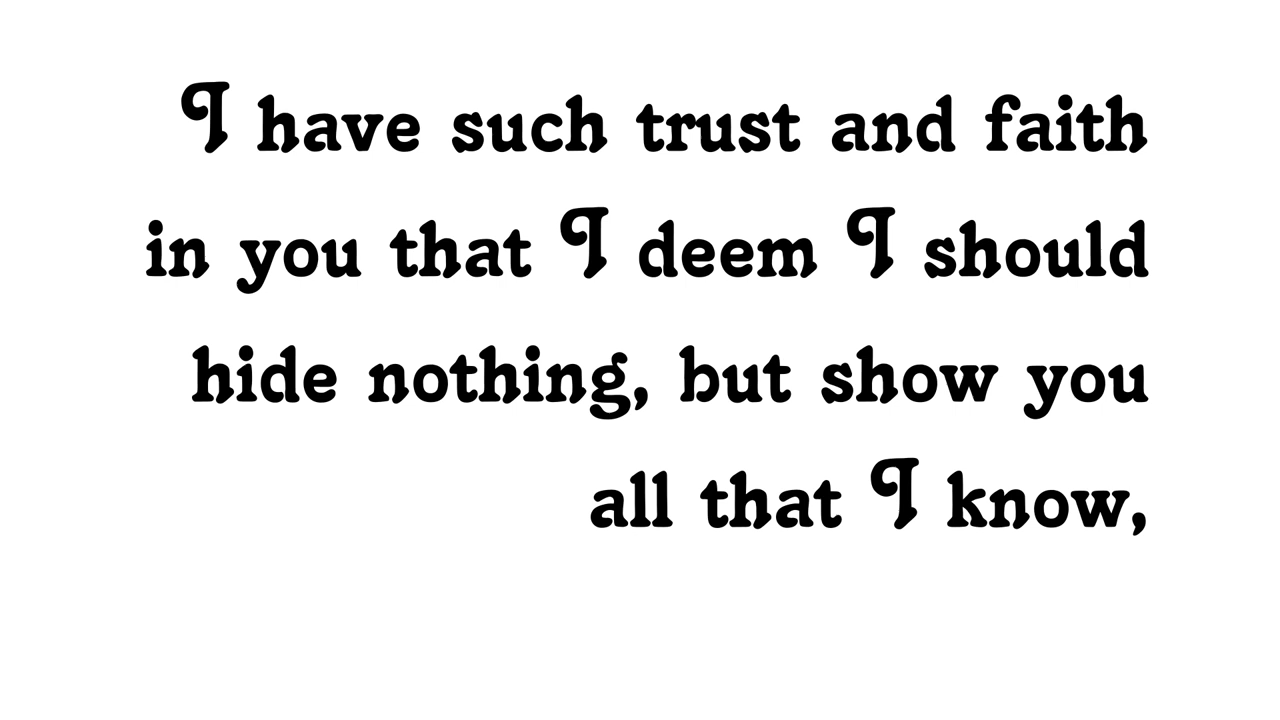 I have such trust and faith
in you that I deem I should
hide nothing, but show you
all that I know,